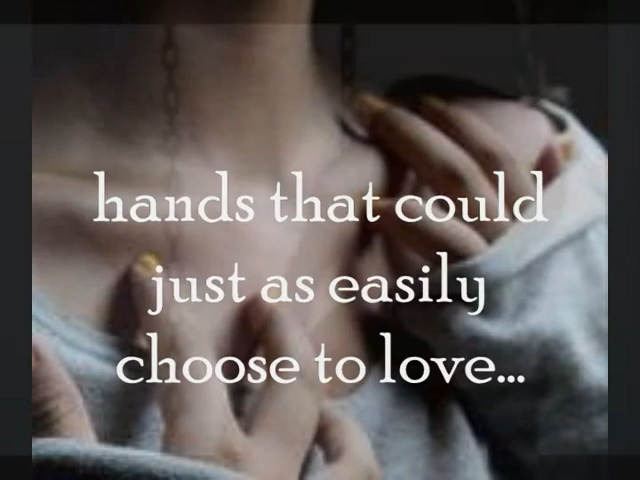 hands that could
just as easily
choose to love...